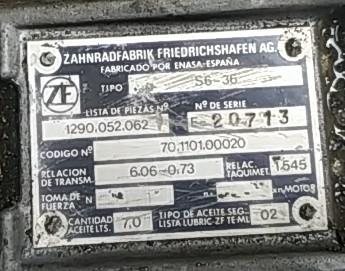 ZAHNRADFABRIK FRIEDRICHSHAFEN AG.
FABRICADO POR ENASA-ESPAÑA
ZF
TIPO S6-36
LISTA DE PIEZAS Nº Nº DE SERIE
1290.052.062 20713
CODIGO Nº 70.1101.00020
RELACION DE TRANSM. 6.06-0.73 RELAC. TAQUIMET. 1.545
TOMA DE FUERZA n= xn.MOTOR
CANTIDAD ACEITE LTS. 7,0 TIPO DE ACEITE SEG. LISTA LUBRIC-ZF TE-ML 02